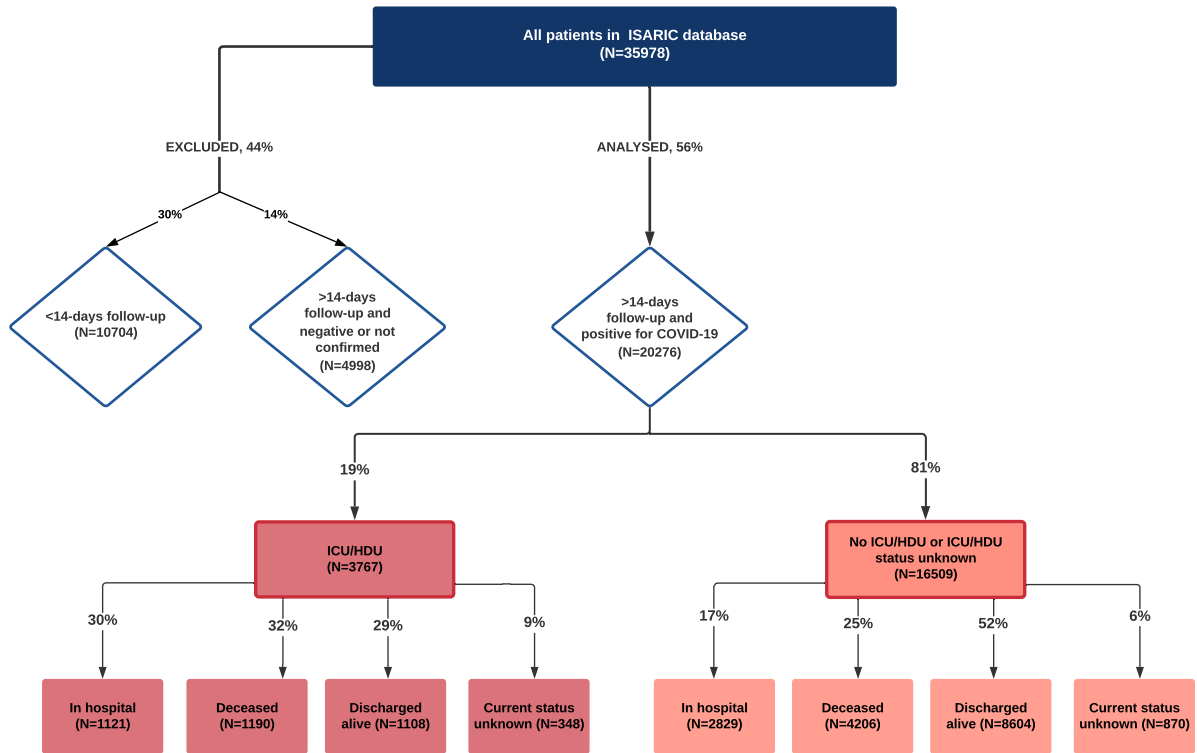 All patients in  ISARIC database
(N=35978)
EXCLUDED, 44%
ANALYSED, 56%
30%
14%
<14-days follow-up
(N=10704)
>14-days
follow-up and
negative or not
confirmed
(N=4998)
>14-days
follow-up and
positive for COVID-19
(N=20276)
19%
81%
ICU/HDU
(N=3767)
No ICU/HDU or ICU/HDU
status unknown
(N=16509)
30%
32%
29%
9%
17%
25%
52%
6%
In hospital
(N=1121)
Deceased
(N=1190)
Discharged
alive (N=1108)
Current status
unknown (N=348)
In hospital
(N=2829)
Deceased
(N=4206)
Discharged
alive (N=8604)
Current status
unknown (N=870)